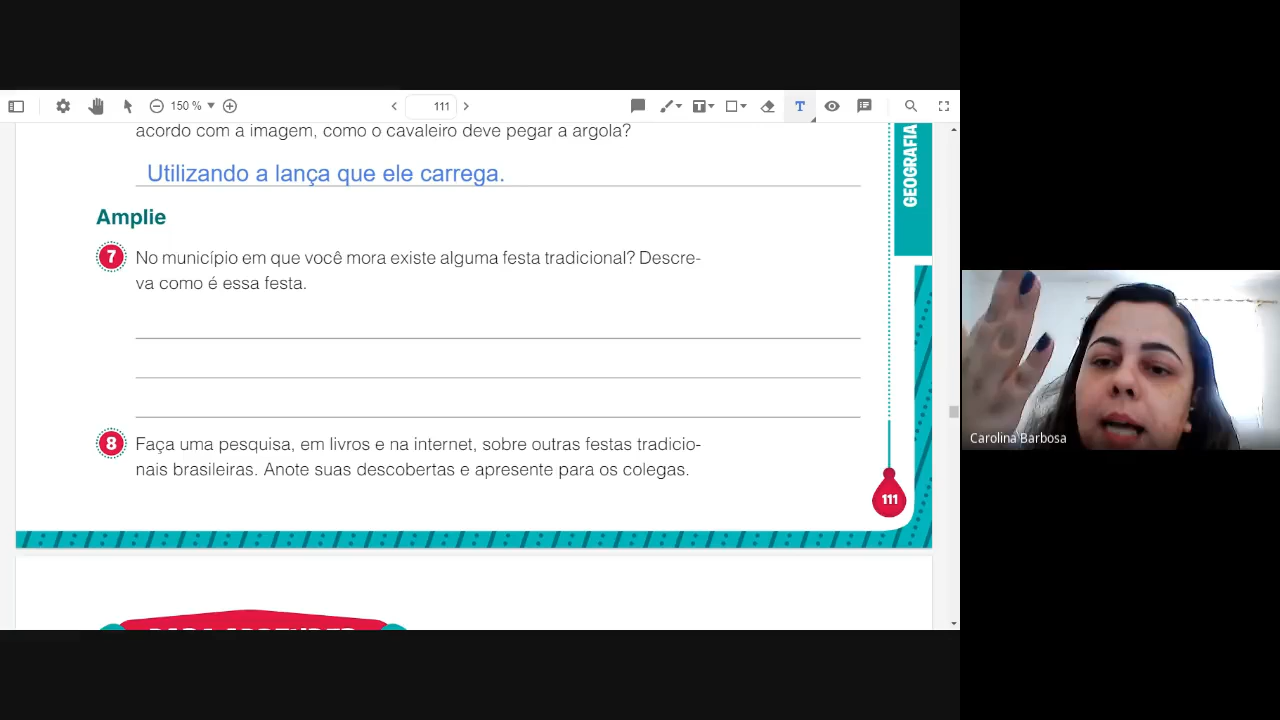 150 %
111
acordo com a imagem, como o cavaleiro deve pegar a argola?
Utilizando a lança que ele carrega.
GEOGRAFIA
Amplie
7 No município em que você mora existe alguma festa tradicional? Descre-
va como é essa festa.
8 Faça uma pesquisa, em livros e na internet, sobre outras festas tradicio-
nais brasileiras. Anote suas descobertas e apresente para os colegas.
111
Carolina Barbosa